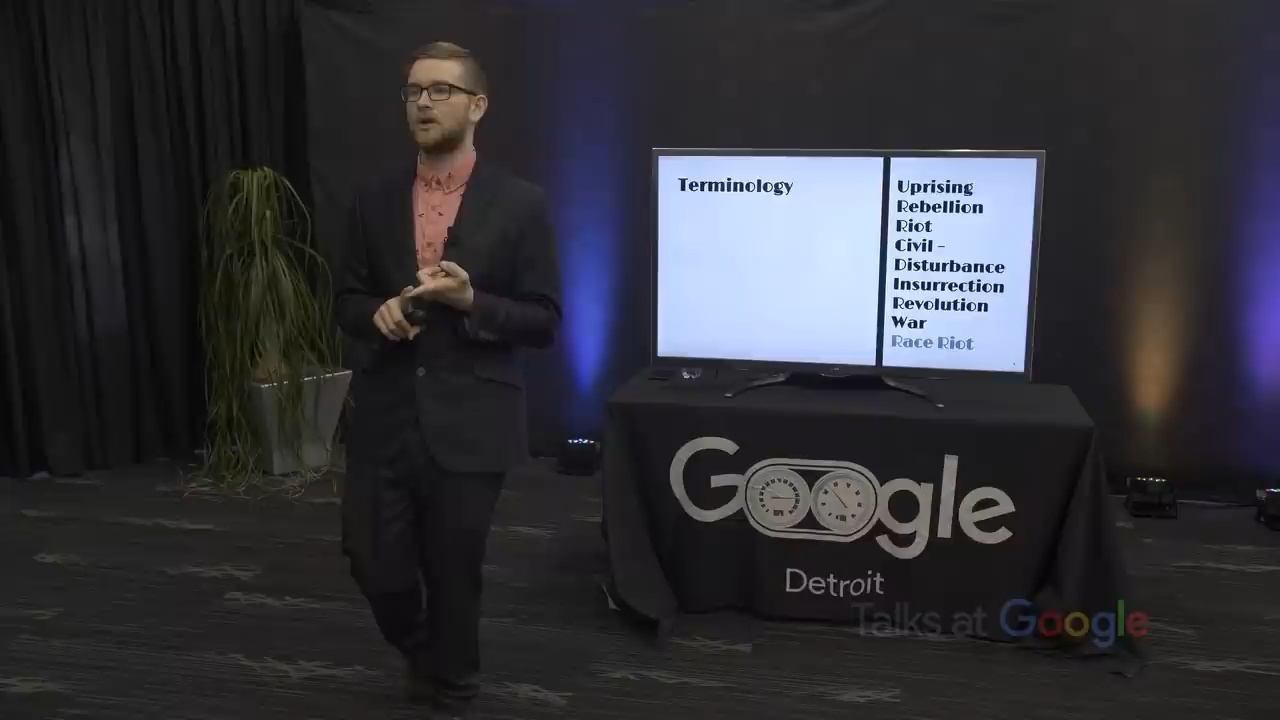 Terminology
Uprising
Rebellion
Riot
Civil -
Disturbance
Insurrection
Revolution
War
Race Riot
Google
Detroit
Talks at Google